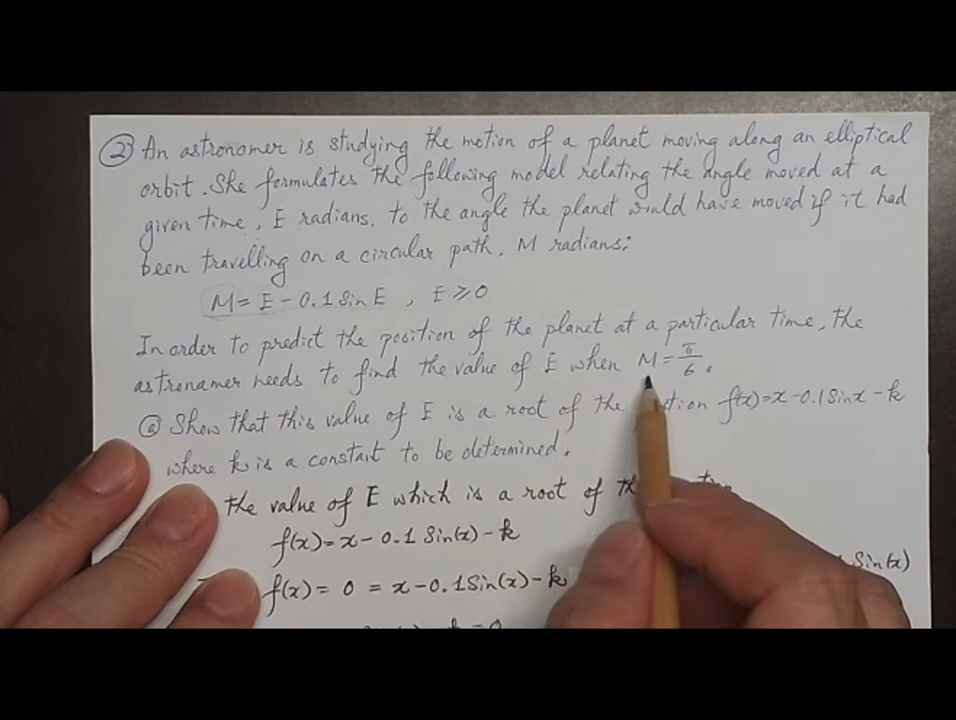 ② An astronomer is studying the motion of a planet moving along an elliptical
orbit. She formulates the following model relating the angle moved at a
given time, E radians, to the angle the planet would have moved if it had
been travelling on a circular path, M radians:
M = E - 0.1 Sin E , E ⩾ 0
In order to predict the position of the planet at a particular time, the
astronamer needs to find the value of E when M = π/6 .
ⓐ Show that this value of E is a root of the f(x) = x - 0.1 Sin x - k
where k is a constant to be determined.
the value of E which is a root of
f(x) = x - 0.1 Sin(x) - k
Sin(x)
f(x) = 0 = x - 0.1 Sin(x) - k